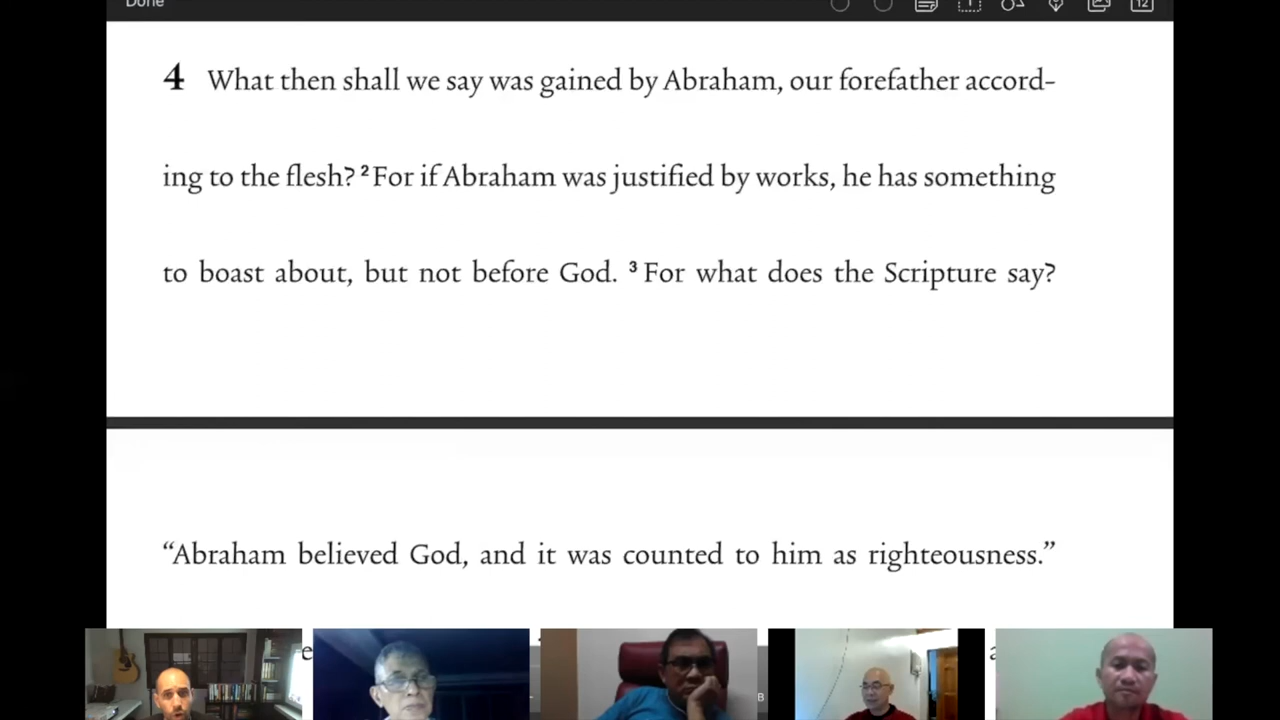 Done
12
4 What then shall we say was gained by Abraham, our forefather accord-
ing to the flesh? ² For if Abraham was justified by works, he has something
to boast about, but not before God. ³ For what does the Scripture say?
“Abraham believed God, and it was counted to him as righteousness.”